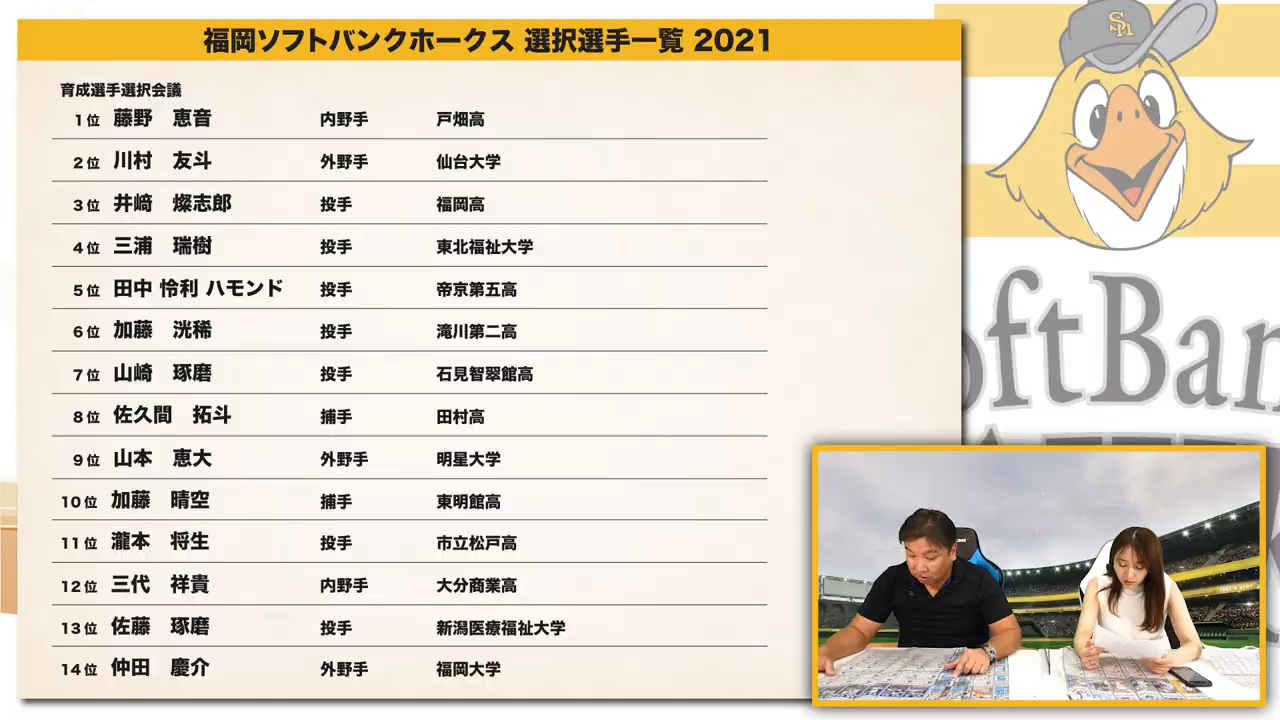 福岡ソフトバンクホークス 選択選手一覧 2021
育成選手選択会議
1位 藤野 恵音 内野手 戸畑高
2位 川村 友斗 外野手 仙台大学
3位 井﨑 燦志郎 投手 福岡高
4位 三浦 瑞樹 投手 東北福祉大学
5位 田中 怜利 ハモンド 投手 帝京第五高
6位 加藤 洸稀 投手 滝川第二高
7位 山崎 琢磨 投手 石見智翠館高
8位 佐久間 拓斗 捕手 田村高
9位 山本 恵大 外野手 明星大学
10位 加藤 晴空 捕手 東明館高
11位 瀧本 将生 投手 市立松戸高
12位 三代 祥貴 内野手 大分商業高
13位 佐藤 琢磨 投手 新潟医療福祉大学
14位 仲田 慶介 外野手 福岡大学
SH
oftBan